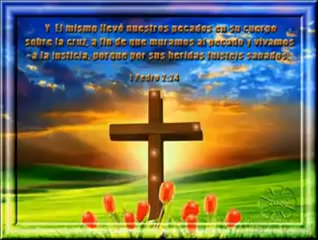 Y El mismo llevó nuestros pecados en su cuerpo
sobre la cruz, a fin de que muramos al pecado y vivamos
a la justicia, porque por sus heridas fuisteis sanados.
1 Pedro 2:24